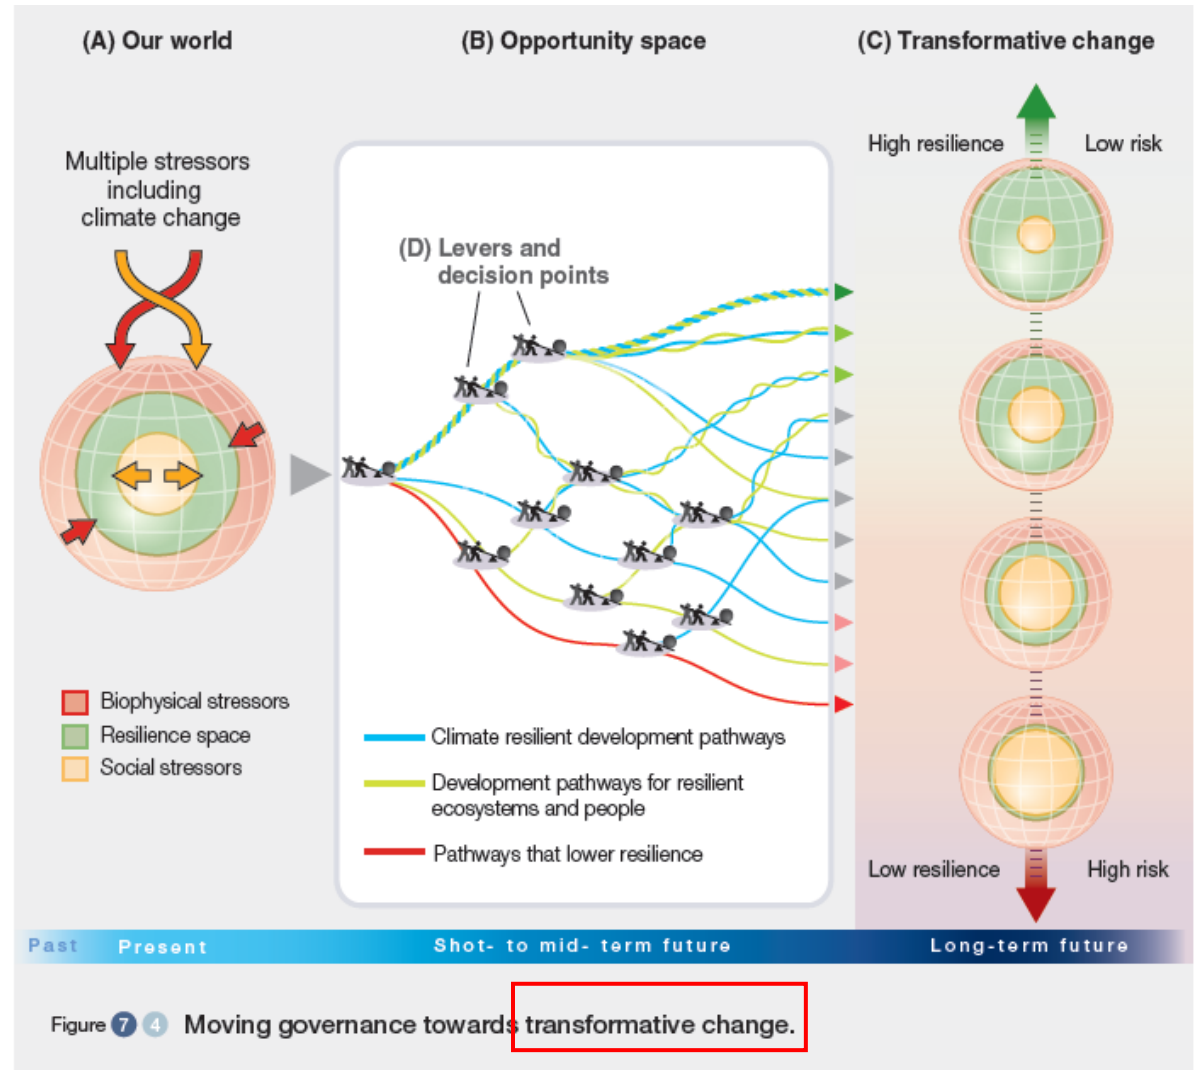 (A) Our world
(B) Opportunity space
(C) Transformative change
Multiple stressors
including
climate change
(D) Levers and
decision points
High resilience
Low risk
Biophysical stressors
Resilience space
Social stressors
Climate resilient development pathways
Development pathways for resilient
ecosystems and people
Pathways that lower resilience
Low resilience
High risk
Past
Present
Shot- to mid- term future
Long-term future
Figure 7 4 Moving governance towards transformative change.